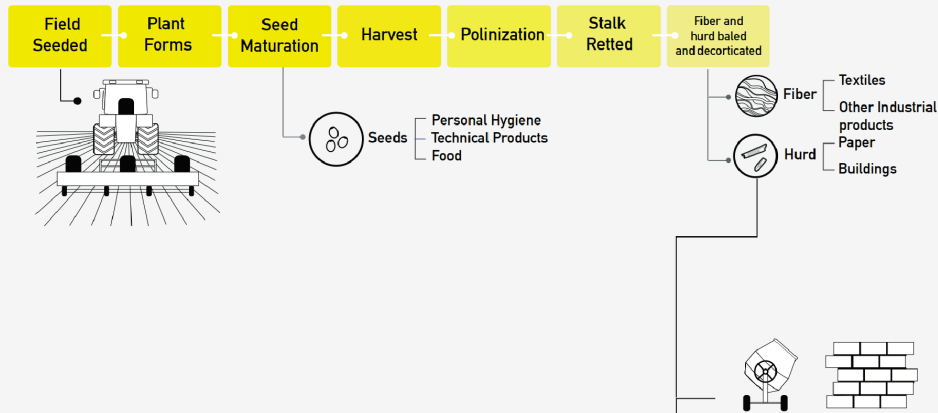 Field
Seeded
Plant
Forms
Seed
Maturation
Harvest
Polinization
Stalk
Retted
Fiber and
hurd baled
and decorticated
Seeds
Personal Hygiene
Technical Products
Food
Fiber
Textiles
Other Industrial
products
Hurd
Paper
Buildings